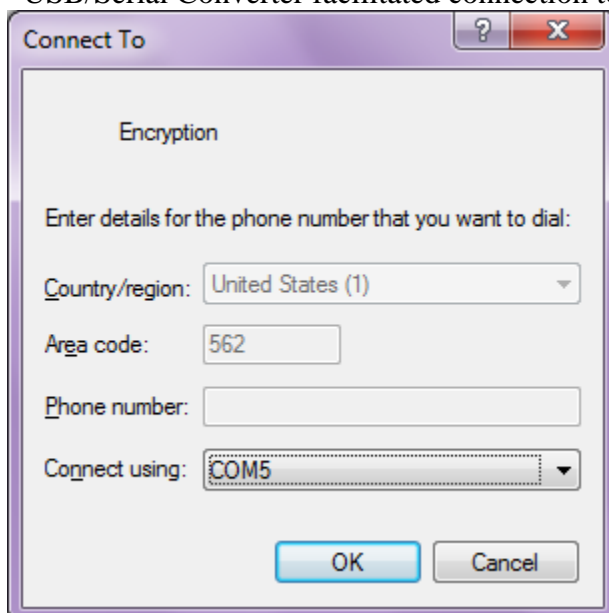 USB/Serial Converter facilitated connection to
Connect To
?
Encryption
Enter details for the phone number that you want to dial:
Country/region: United States (1)
Area code: 562
Phone number:
Connect using: COM5
OK Cancel